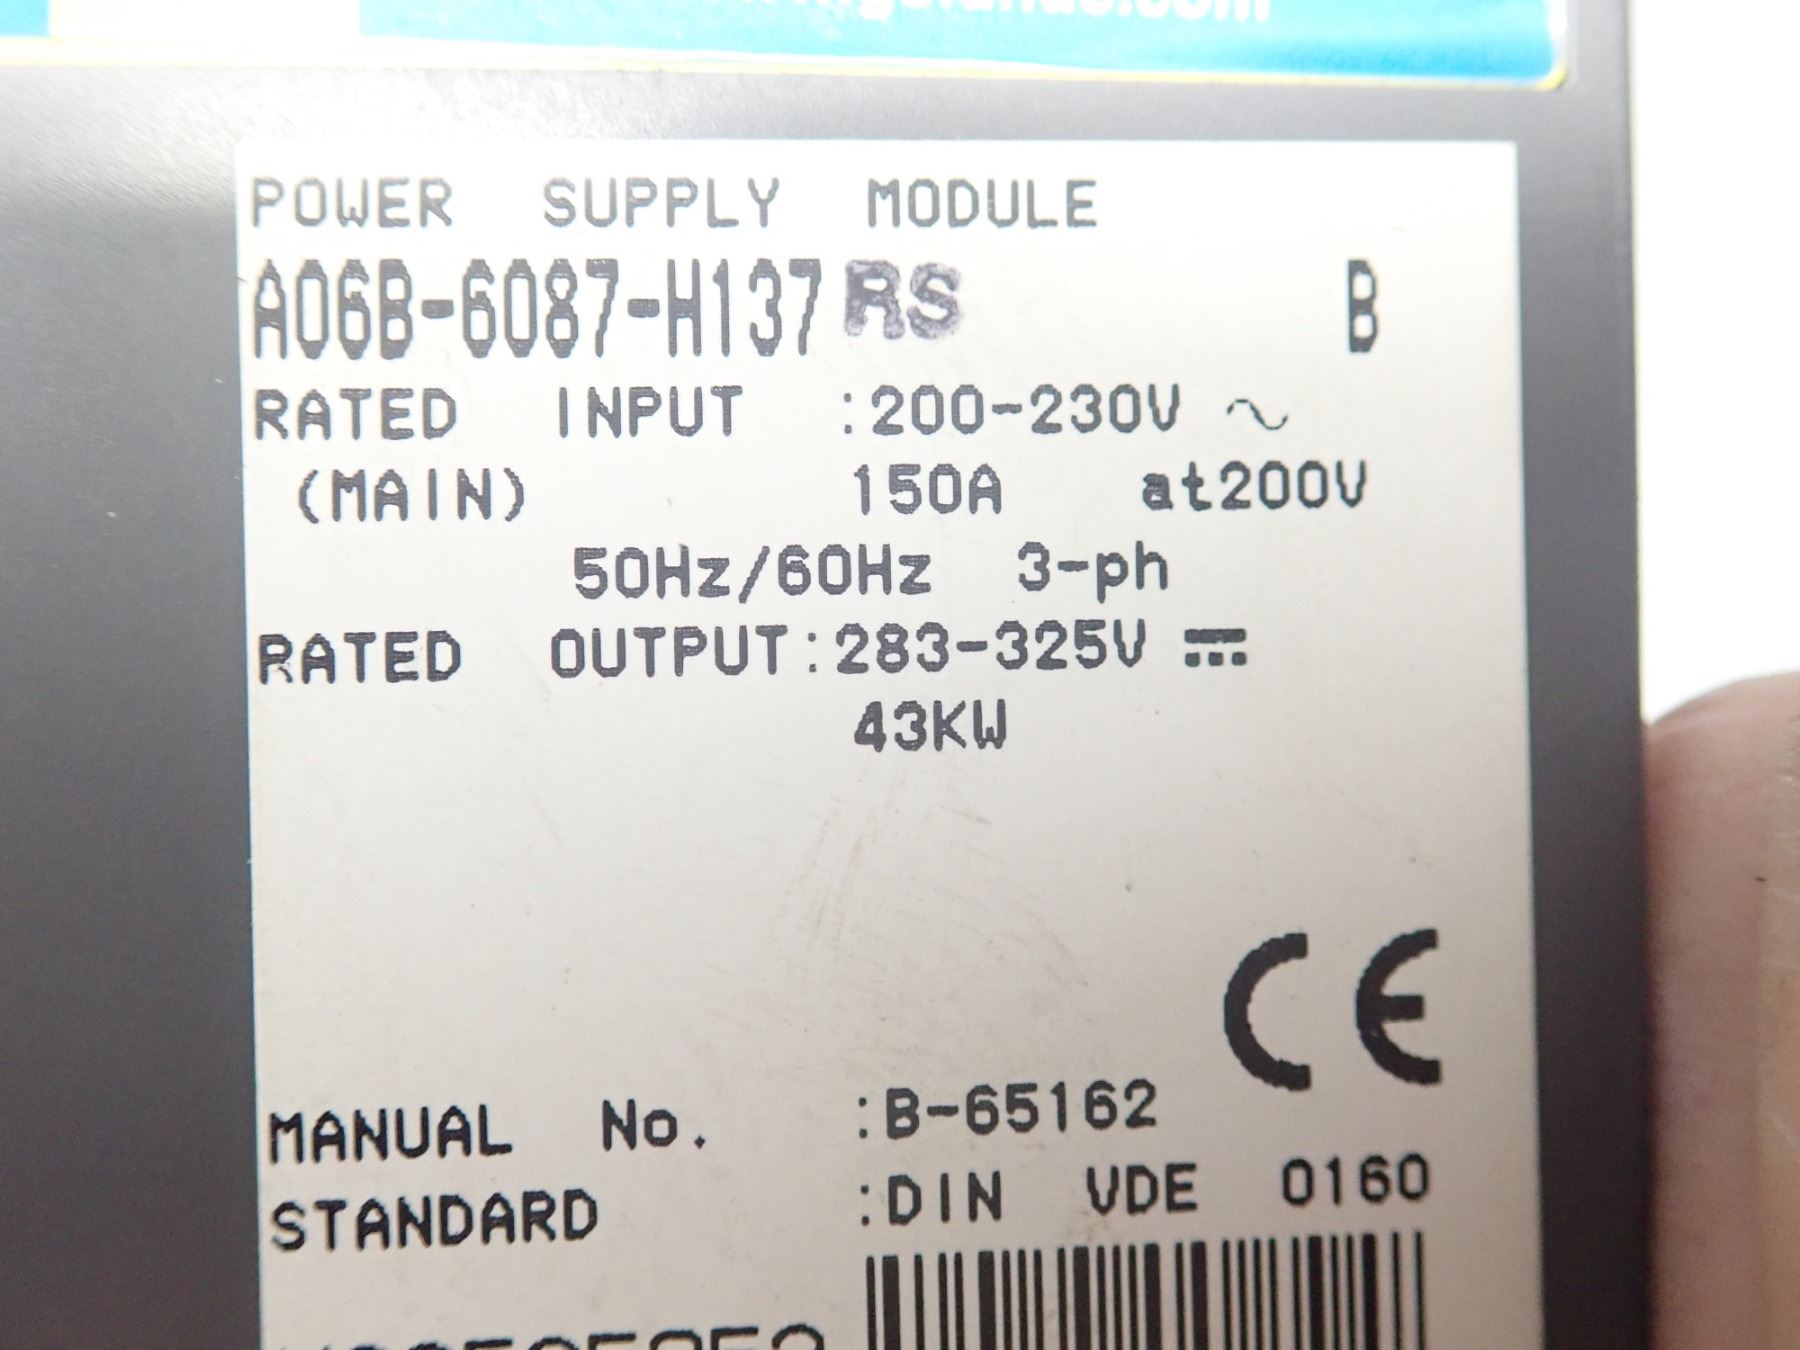 POWER SUPPLY MODULE
A06B-6087-H137 RS B
RATED INPUT :200-230V ~
(MAIN) 150A at200V
50Hz/60Hz 3-ph
RATED OUTPUT:283-325V ⎓
43KW
CE
MANUAL No. :B-65162
STANDARD :DIN VDE 0160